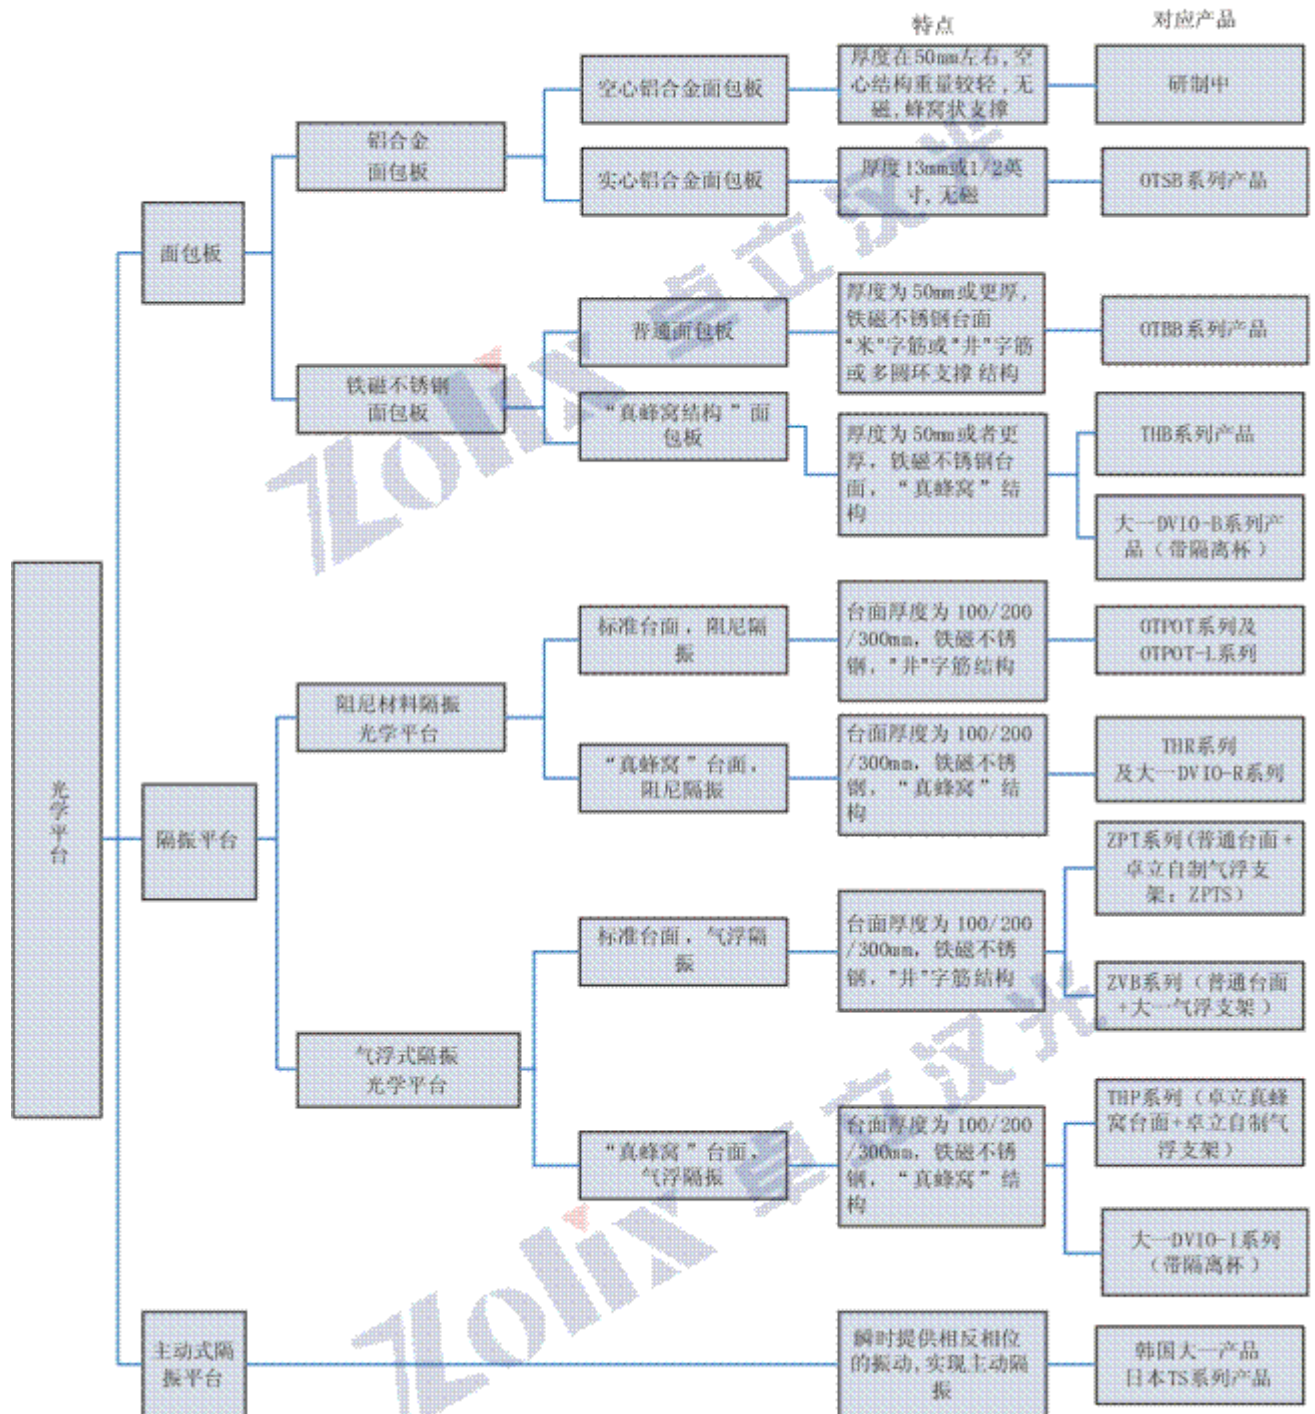 特点
对应产品
空心铝合金面包板
厚度在50mm左右,空
心结构重量较轻,无
磁,蜂窝状支撑
研制中
铝合金
面包板
实心铝合金面包板
厚度13mm或1/2英
寸,无磁
OTSB系列产品
面包板
普通面包板
厚度为50mm或更厚,
铁磁不锈钢台面
"米"字筋或"井"字筋
或多圆环支撑结构
OTBB系列产品
铁磁不锈钢
面包板
“真蜂窝结构 ”面
包板
厚度为50mm或者更
厚, 铁磁不锈钢台
面, “真蜂窝”结
构
THB系列产品
大一DVIO-B系列产
品(带隔离杯)
光学平台
隔振平台
阻尼材料隔振
光学平台
标准台面,阻尼隔
振
台面厚度为100/200
/300mm, 铁磁不锈
钢, "井"字筋结构
OTPOT系列及
OTPOT-L系列
“真蜂窝”台面,
阻尼隔振
台面厚度为100/200
/300mm, 铁磁不锈
钢, “真蜂窝”结
构
THR系列
及大一DVIO-R系列
气浮式隔振
光学平台
标准台面,气浮隔
振
台面厚度为100/200
/300mm, 铁磁不锈
钢, "井"字筋结构
ZPT系列(普通台面+
卓立自制气浮支
架: ZPTS)
ZVB系列(普通台面
+大一气浮支架)
“真蜂窝”台面,
气浮隔振
台面厚度为100/200
/300mm, 铁磁不锈
钢, “真蜂窝”结
构
THP系列(卓立真蜂
窝台面+卓立自制气
浮支架)
大一DVIO-I系列
(带隔离杯)
主动式隔
振平台
瞬时提供相反相位
的振动,实现主动隔
振
韩国大一产品
日本TS系列产品
Zolix 卓立汉光
Zolix 卓立汉光